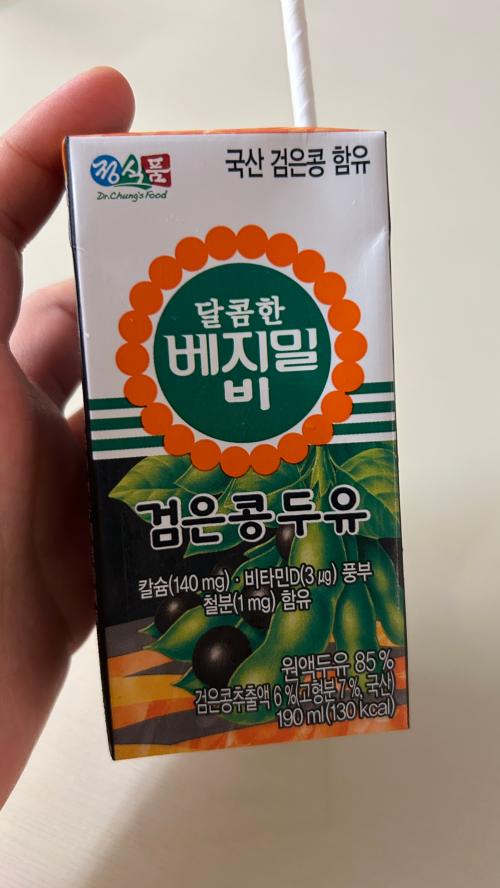 정식품
Dr.Chung's Food
국산 검은콩 함유
달콤한
베지밀
비
검은콩두유
칼슘(140 mg)·비타민D(3 ㎍) 풍부
철분(1 mg) 함유
원액두유 85 %
검은콩추출액 6 %(고형분 7 %, 국산)
190 ml(130 kcal)